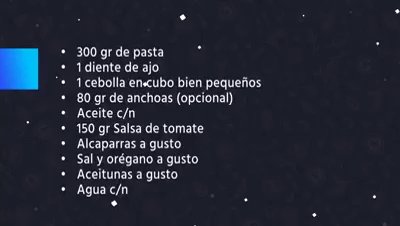 • 300 gr de pasta
• 1 diente de ajo
• 1 cebolla en cubo bien pequeños
• 80 gr de anchoas (opcional)
• Aceite c/n
• 150 gr Salsa de tomate
• Alcaparras a gusto
• Sal y orégano a gusto
• Aceitunas a gusto
• Agua c/n